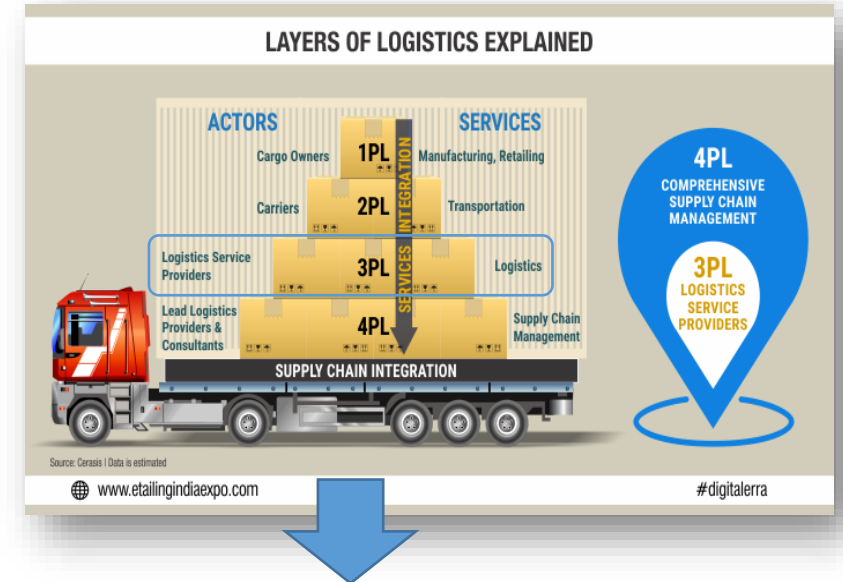 LAYERS OF LOGISTICS EXPLAINED
ACTORS
SERVICES
Cargo Owners
1PL
Manufacturing, Retailing
Carriers
2PL
Transportation
Logistics Service
Providers
3PL
Logistics
Lead Logistics
Providers &
Consultants
4PL
Supply Chain
Management
SERVICES INTEGRATION
SUPPLY CHAIN INTEGRATION
4PL
COMPREHENSIVE
SUPPLY CHAIN
MANAGEMENT
3PL
LOGISTICS
SERVICE
PROVIDERS
Source: Cerasis | Data is estimated
www.etailingindiaexpo.com
#digitalerra